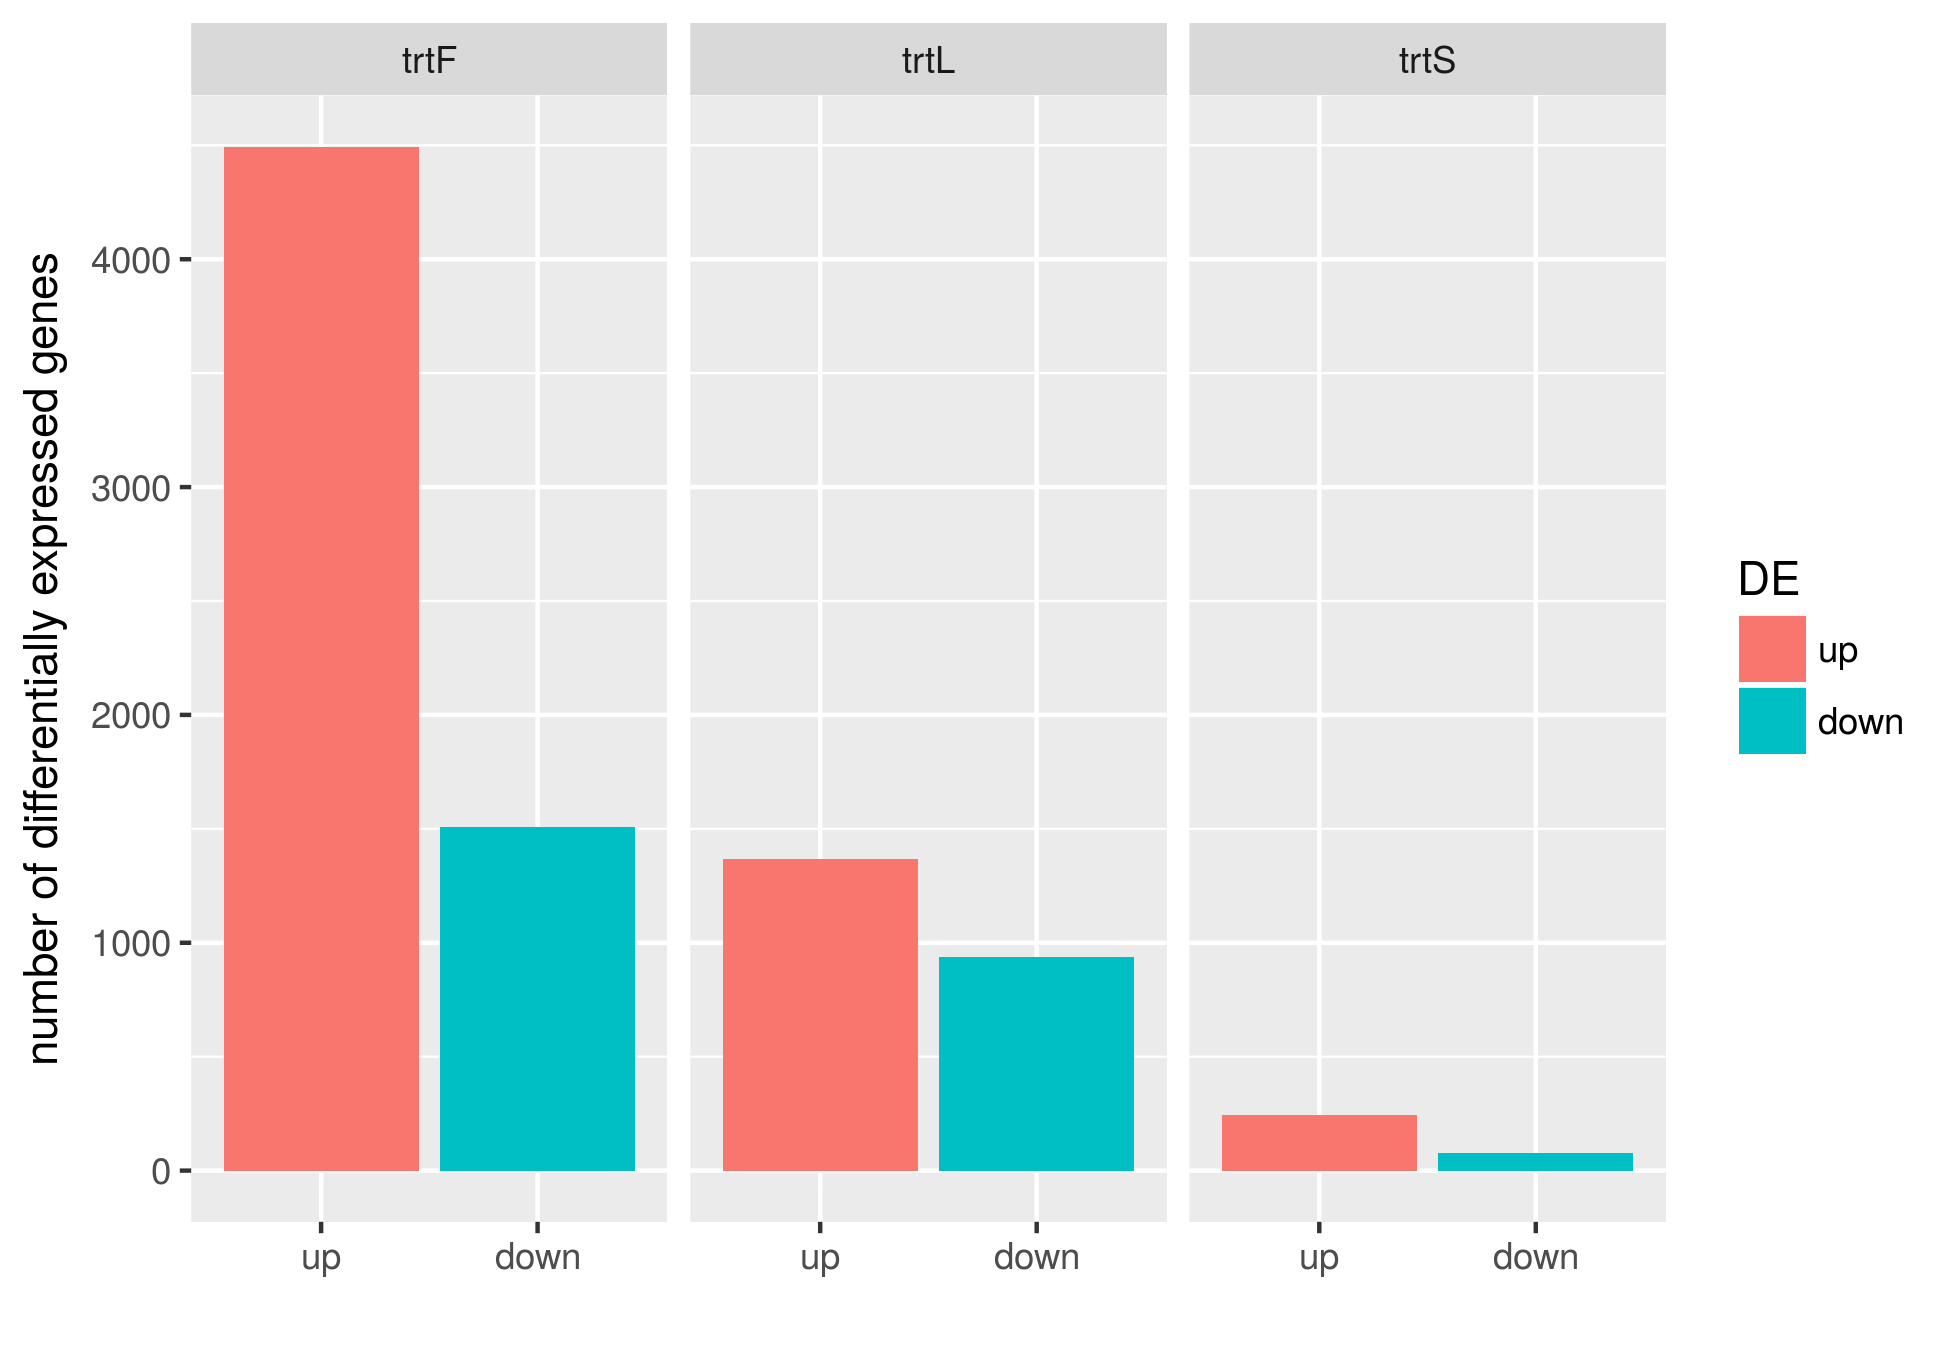 trtF
trtL
trtS
number of differentially expressed genes
4000
3000
2000
1000
0
up
down
up
down
up
down
DE
up
down